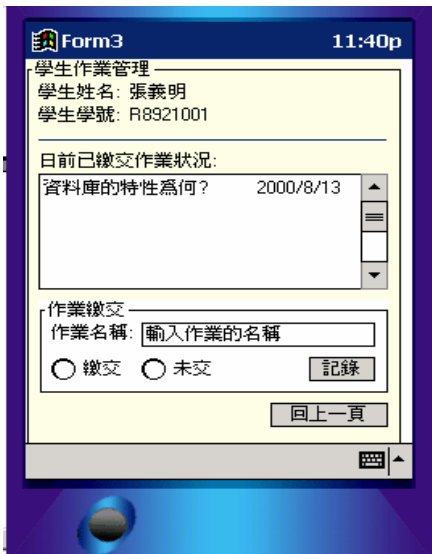 Form3 11:40p
學生作業管理
學生姓名: 張義明
學生學號: R8921001
日前已繳交作業狀況:
資料庫的特性爲何? 2000/8/13
作業繳交
作業名稱: 輸入作業的名稱
繳交 未交 記錄
回上一頁